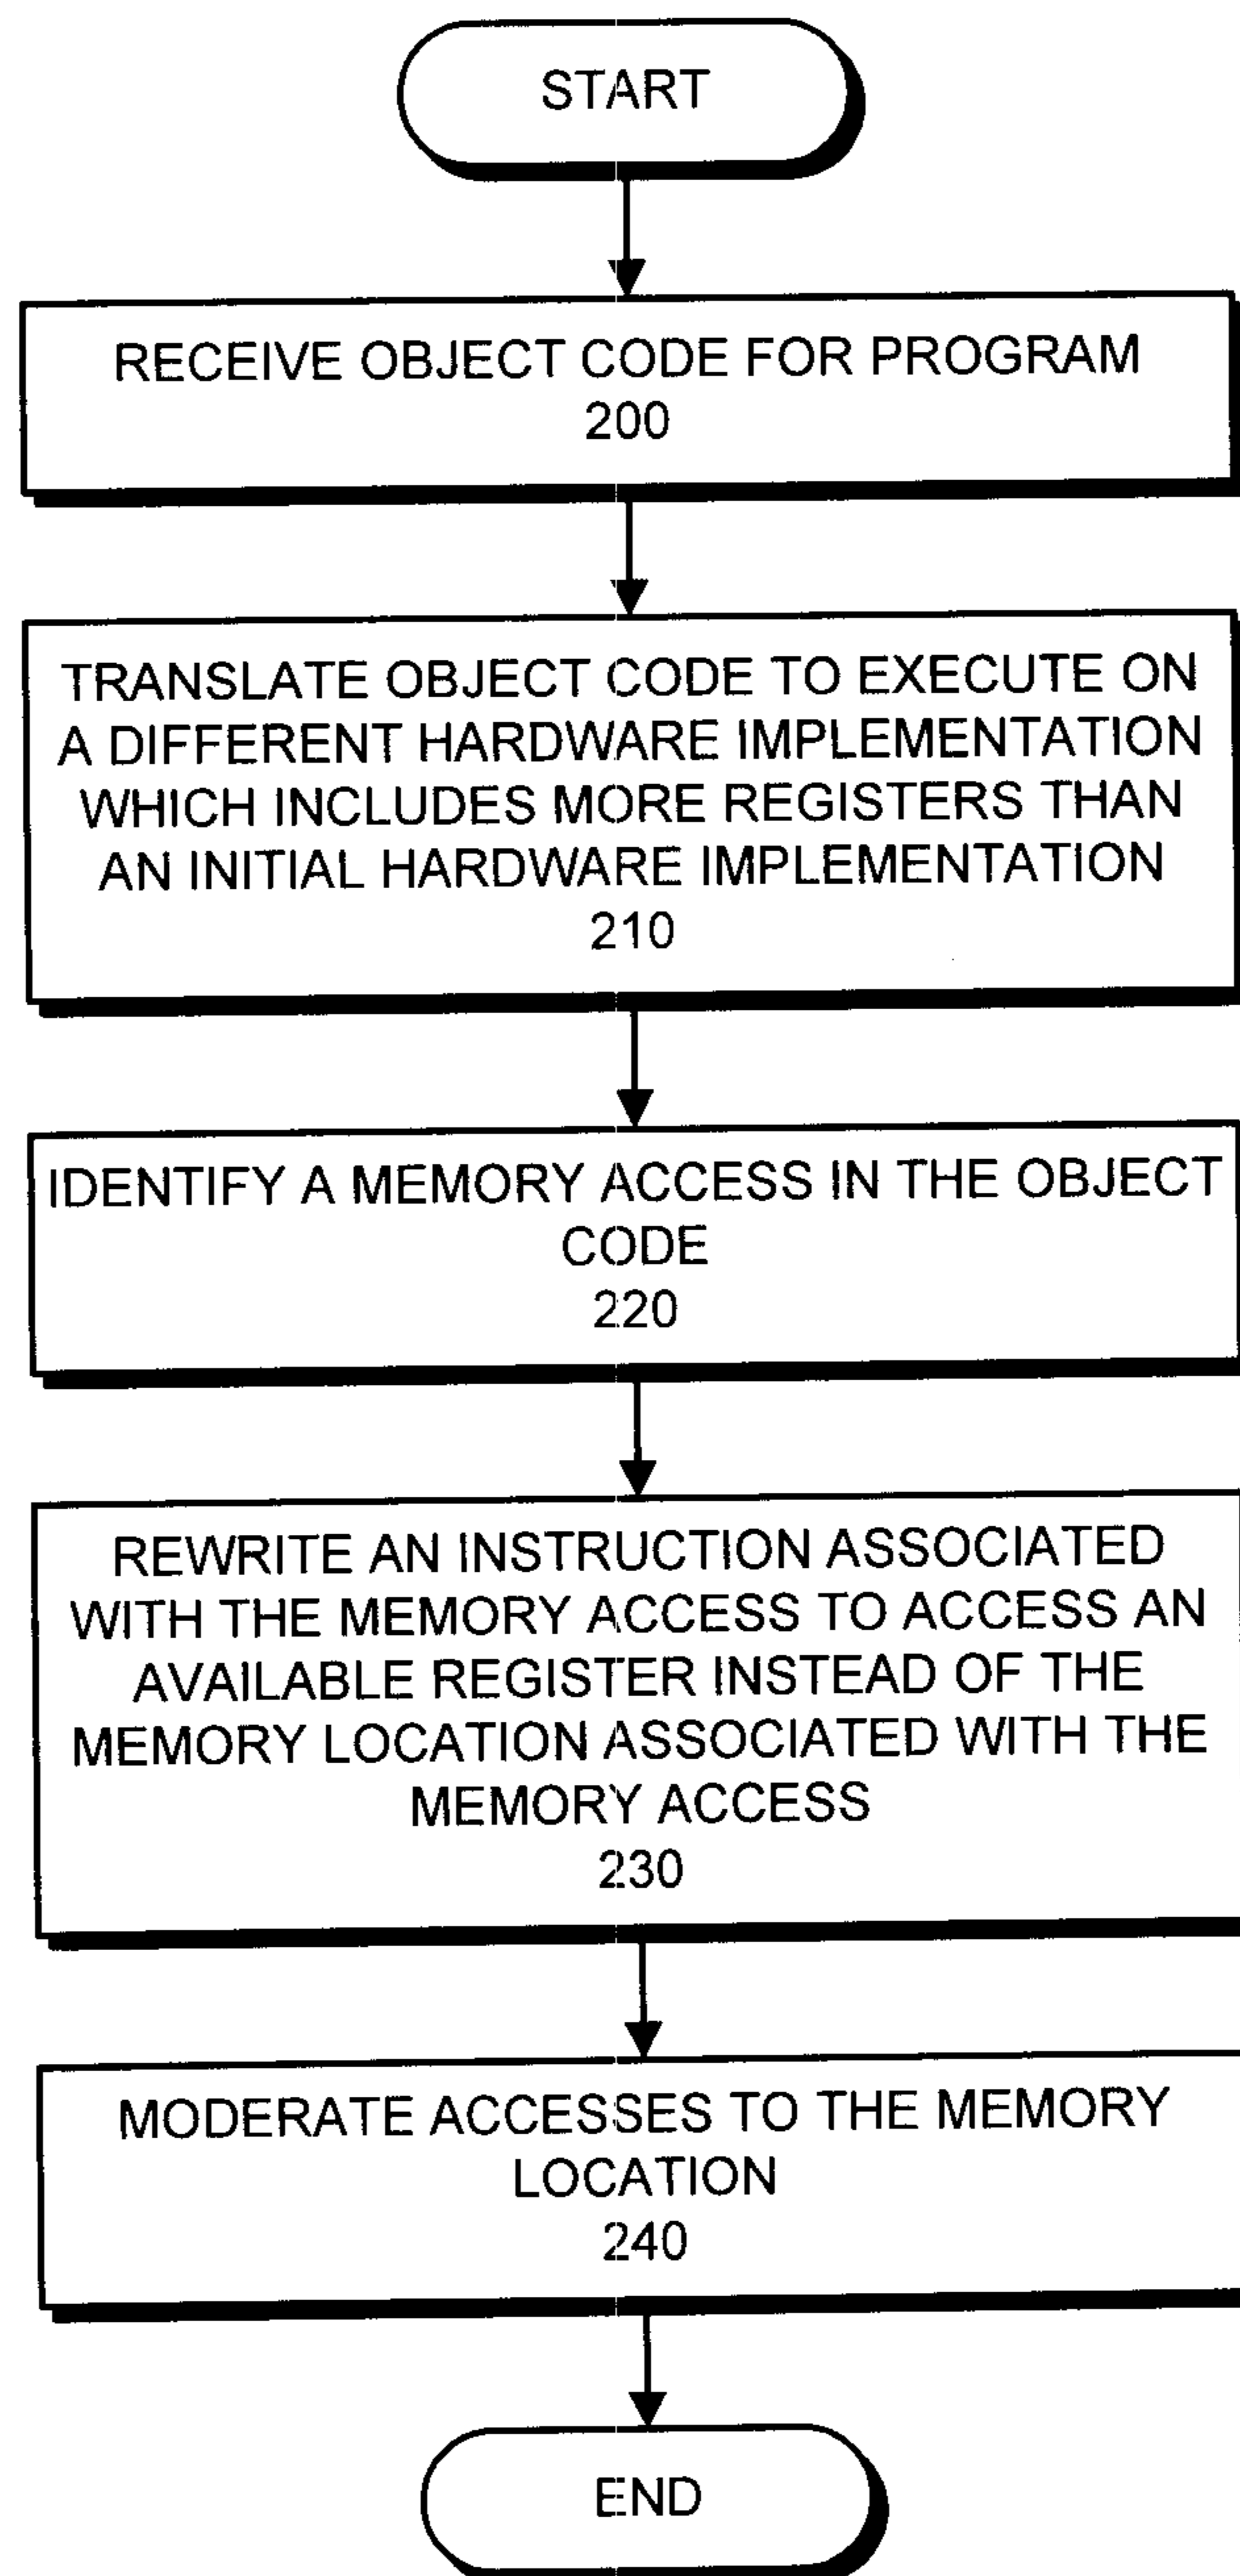 START
RECEIVE OBJECT CODE FOR PROGRAM
200
TRANSLATE OBJECT CODE TO EXECUTE ON
A DIFFERENT HARDWARE IMPLEMENTATION
WHICH INCLUDES MORE REGISTERS THAN
AN INITIAL HARDWARE IMPLEMENTATION
210
IDENTIFY A MEMORY ACCESS IN THE OBJECT
CODE
220
REWRITE AN INSTRUCTION ASSOCIATED
WITH THE MEMORY ACCESS TO ACCESS AN
AVAILABLE REGISTER INSTEAD OF THE
MEMORY LOCATION ASSOCIATED WITH THE
MEMORY ACCESS
230
MODERATE ACCESSES TO THE MEMORY
LOCATION
240
END